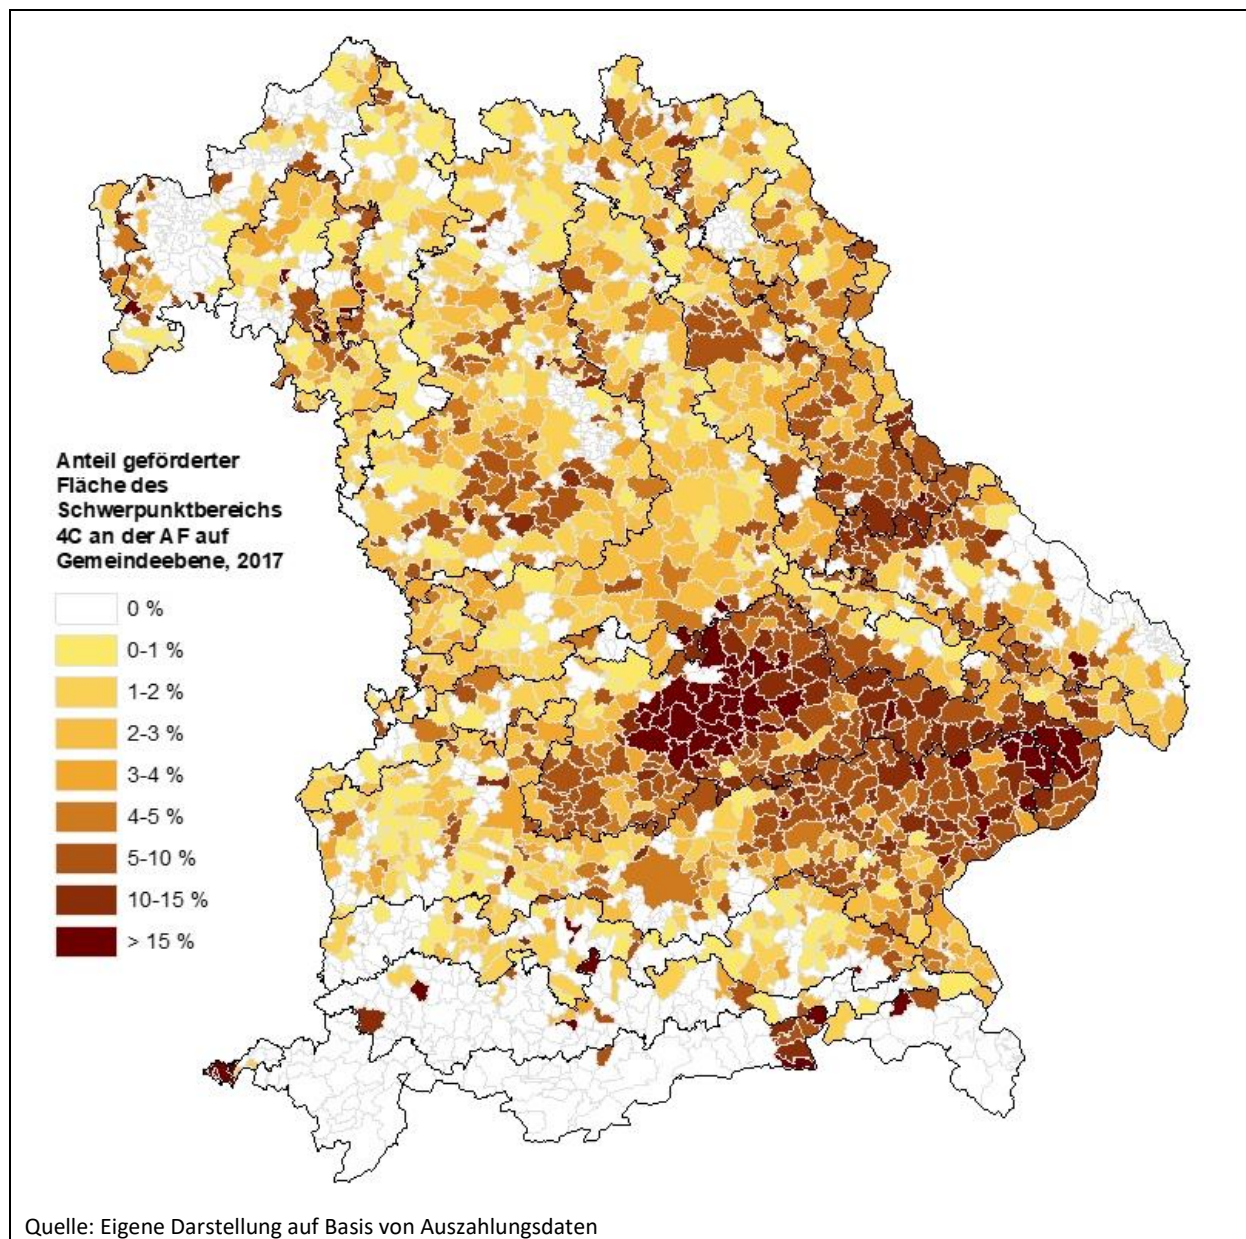 Anteil geförderter
Fläche des
Schwerpunktbereichs
4C an der AF auf
Gemeindeebene, 2017
0 %
0-1 %
1-2 %
2-3 %
3-4 %
4-5 %
5-10 %
10-15 %
> 15 %
Quelle: Eigene Darstellung auf Basis von Auszahlungsdaten